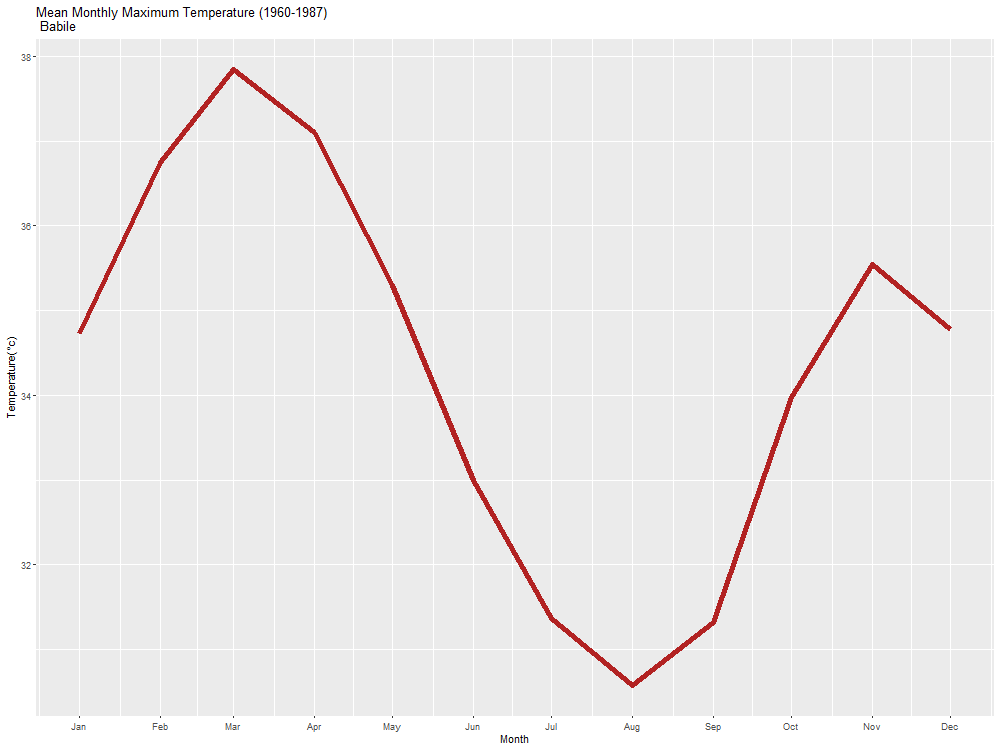 Mean Monthly Maximum Temperature (1960-1987)
Babile
38
36
34
32
Temperature(°c)
Jan Feb Mar Apr May Jun Jul Aug Sep Oct Nov Dec
Month